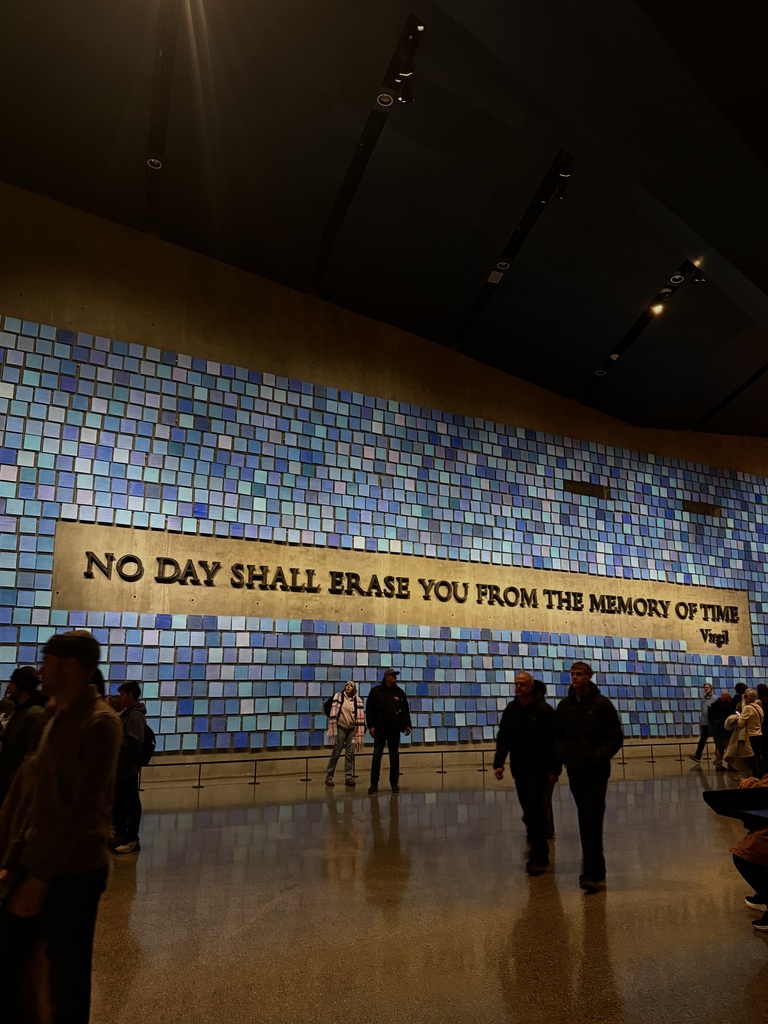 NO DAY SHALL ERASE YOU FROM THE MEMORY OF TIME
Virgil